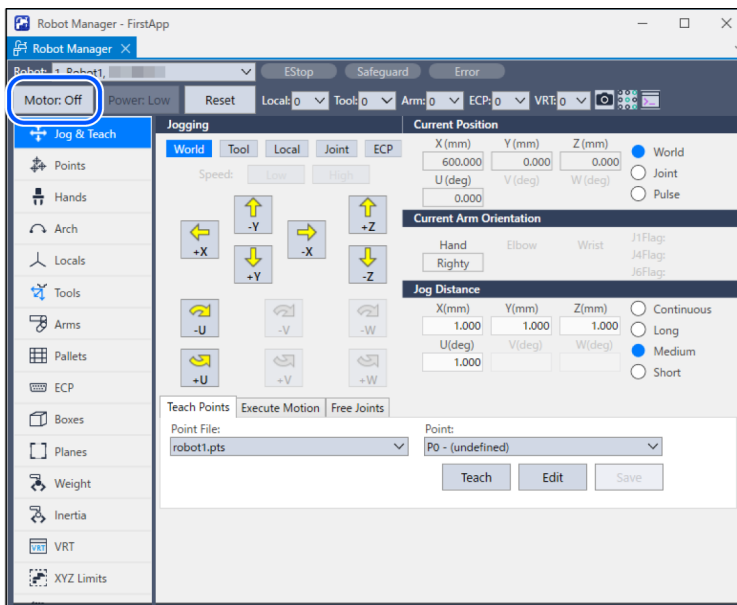 Robot Manager - FirstApp
Robot Manager
Robot: 1, Robot1, EStop Safeguard Error
Motor: Off Power: Low Reset Local: 0 Tool: 0 Arm: 0 ECP: 0 VRT: 0
Jog & Teach
Points
Hands
Arch
Locals
Tools
Arms
Pallets
ECP
Boxes
Planes
Weight
Inertia
VRT
VRT
XYZ Limits
Jogging
World Tool Local Joint ECP
Speed: Low High
-Y +Z
+X -X
+Y -Z
-U -V -W
+U +V +W
Current Position
X (mm) Y (mm) Z (mm)
600.000 0.000 0.000
U (deg) V (deg) W (deg)
0.000
World
Joint
Pulse
Current Arm Orientation
Hand Elbow Wrist
Righty
J1Flag:
J4Flag:
J6Flag:
Jog Distance
X(mm) Y(mm) Z(mm)
1.000 1.000 1.000
U(deg) V(deg) W(deg)
1.000
Continuous
Long
Medium
Short
Teach Points Execute Motion Free Joints
Point File: Point:
robot1.pts P0 - (undefined)
Teach Edit Save